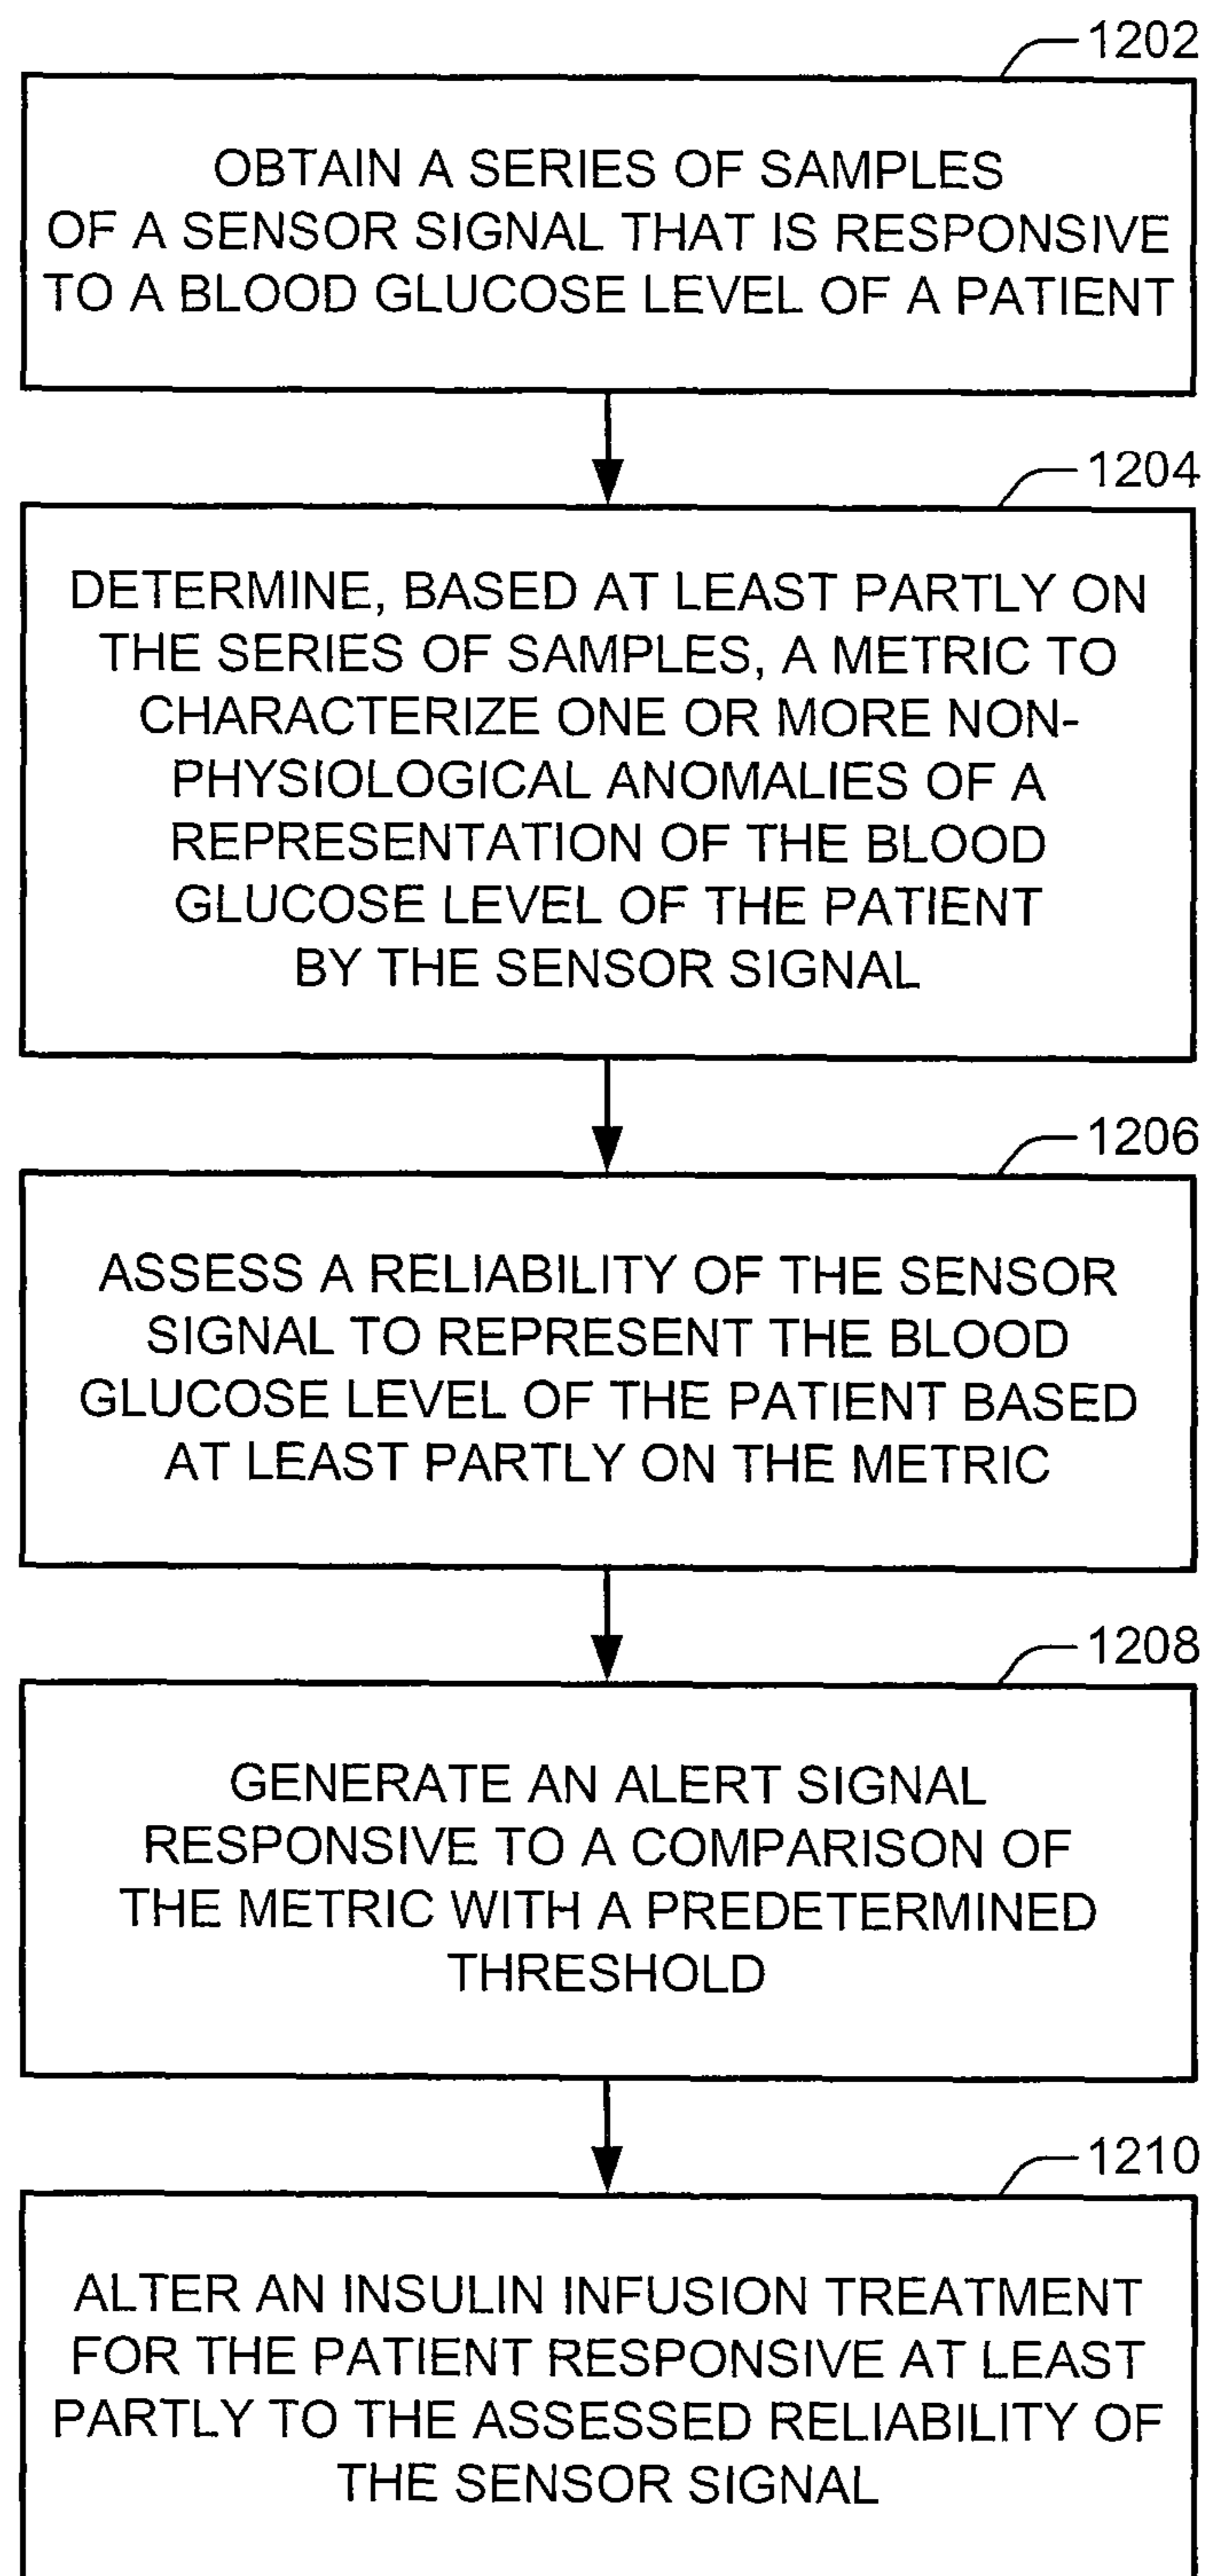 1202
OBTAIN A SERIES OF SAMPLES
OF A SENSOR SIGNAL THAT IS RESPONSIVE
TO A BLOOD GLUCOSE LEVEL OF A PATIENT
1204
DETERMINE, BASED AT LEAST PARTLY ON
THE SERIES OF SAMPLES, A METRIC TO
CHARACTERIZE ONE OR MORE NON-
PHYSIOLOGICAL ANOMALIES OF A
REPRESENTATION OF THE BLOOD
GLUCOSE LEVEL OF THE PATIENT
BY THE SENSOR SIGNAL
1206
ASSESS A RELIABILITY OF THE SENSOR
SIGNAL TO REPRESENT THE BLOOD
GLUCOSE LEVEL OF THE PATIENT BASED
AT LEAST PARTLY ON THE METRIC
1208
GENERATE AN ALERT SIGNAL
RESPONSIVE TO A COMPARISON OF
THE METRIC WITH A PREDETERMINED
THRESHOLD
1210
ALTER AN INSULIN INFUSION TREATMENT
FOR THE PATIENT RESPONSIVE AT LEAST
PARTLY TO THE ASSESSED RELIABILITY OF
THE SENSOR SIGNAL